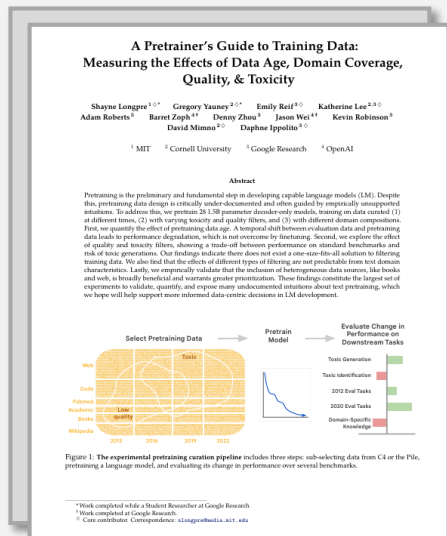 A Pretrainer's Guide to Training Data:
Measuring the Effects of Data Age, Domain Coverage,
Quality, & Toxicity
Shayne Longpre 1◇* Gregory Yauney 2◇* Emily Reif 3◇ Katherine Lee 2,3◇
Adam Roberts 3 Barret Zoph 4† Denny Zhou 3 Jason Wei 4† Kevin Robinson 3
David Mimno 2◇ Daphne Ippolito 3◇
1 MIT 2 Cornell University 3 Google Research 4 OpenAI
Abstract
Pretraining is the preliminary and fundamental step in developing capable language models (LM). Despite
this, pretraining data design is critically under-documented and often guided by empirically unsupported
intuitions. To address this, we pretrain 28 1.5B parameter decoder-only models, training on data curated (1)
at different times, (2) with varying toxicity and quality filters, and (3) with different domain compositions.
First, we quantify the effect of pretraining data age. A temporal shift between evaluation data and pretraining
data leads to performance degradation, which is not overcome by finetuning. Second, we explore the effect
of quality and toxicity filters, showing a trade-off between performance on standard benchmarks and
risk of toxic generations. Our findings indicate there does not exist a one-size-fits-all solution to filtering
training data. We also find that the effects of different types of filtering are not predictable from text domain
characteristics. Lastly, we empirically validate that the inclusion of heterogeneous data sources, like books
and web, is broadly beneficial and warrants greater prioritization. These findings constitute the largest set of
experiments to validate, quantify, and expose many undocumented intuitions about text pretraining, which
we hope will help support more informed data-centric decisions in LM development.
Select Pretraining Data
Pretrain
Model
Evaluate Change in
Performance on
Downstream Tasks
Web
Code
Pubmed
Academic
Books
Wikipedia
Toxic
Low
quality
2013 2016 2019 2022
Toxic Generation
Toxic Identification
2012 Eval Tasks
2020 Eval Tasks
Domain-Specific
Knowledge
Figure 1: The experimental pretraining curation pipeline includes three steps: sub-selecting data from C4 or the Pile,
pretraining a language model, and evaluating its change in performance over several benchmarks.
* Work completed while a Student Researcher at Google Research.
† Work completed at Google Research.
◇ Core contributor. Correspondence: slongpre@media.mit.edu